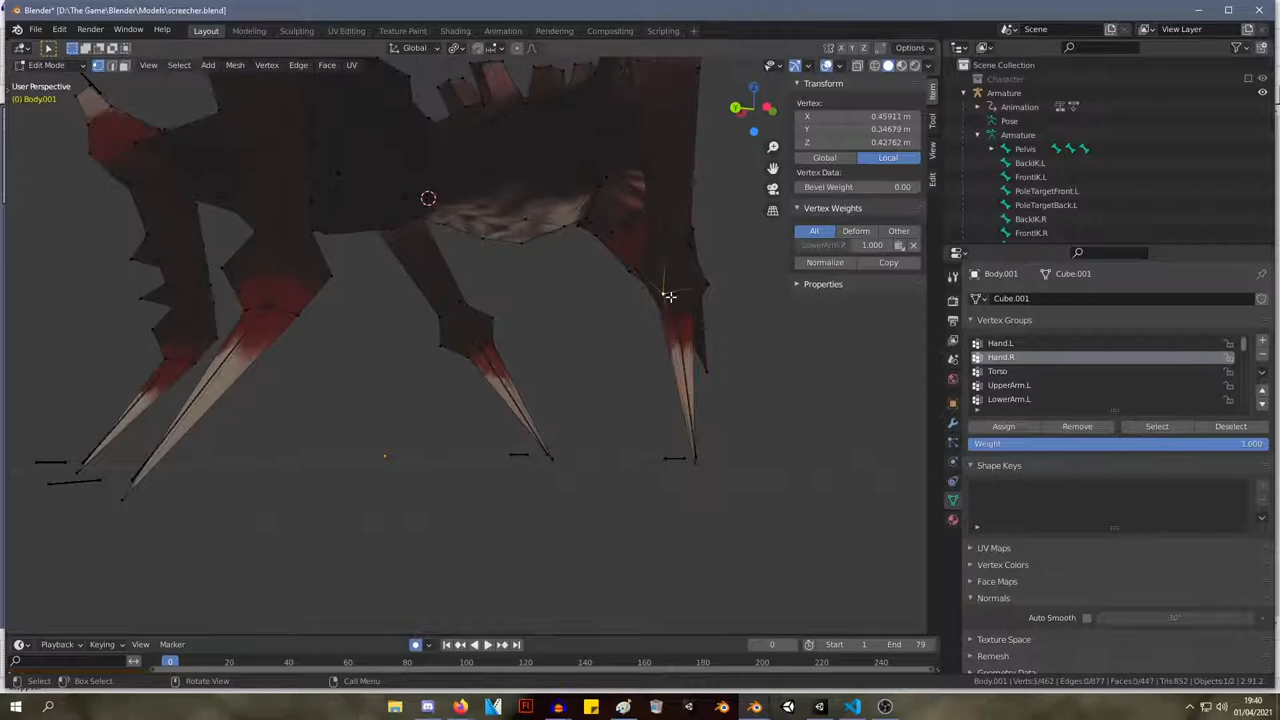 Blender* [D:\The Game\Blender\Models\screecher.blend]
File Edit Render Window Help Layout Modeling Sculpting UV Editing Texture Paint Shading Animation Rendering Compositing Scripting Scene View Layer
Global Options
Edit Mode View Select Add Mesh Vertex Edge Face UV
User Perspective
(0) Body.001
Transform
Vertex:
X 0.45911 m
Y 0.34679 m
Z 0.42762 m
Global Local
Vertex Data:
Bevel Weight 0.00
Vertex Weights
All Deform Other
LowerArm.R 1.000
Normalize Copy
Properties
Item
Tool
View
Edit
Scene Collection
Character
Armature
Animation
Pose
Armature
Pelvis
BackIK.L
FrontIK.L
PoleTargetFront.L
PoleTargetBack.L
BackIK.R
FrontIK.R
Body.001 Cube.001
Cube.001
Vertex Groups
Hand.L
Hand.R
Torso
UpperArm.L
LowerArm.L
Assign Remove Select Deselect
Weight: 1.000
Shape Keys
UV Maps
Vertex Colors
Face Maps
Normals
Auto Smooth 30°
Texture Space
Remesh
Geometry Data
Playback Keying View Marker 0 Start 1 End 79
0 20 40 60 80 100 120 140 160 180 200 220 240
Select Box Select Rotate View Call Menu Body.001 | Verts:1/462 | Edges:0/877 | Faces:0/447 | Tris:852 | Objects:1/2 | 2.91.2
19:40
01/04/2021